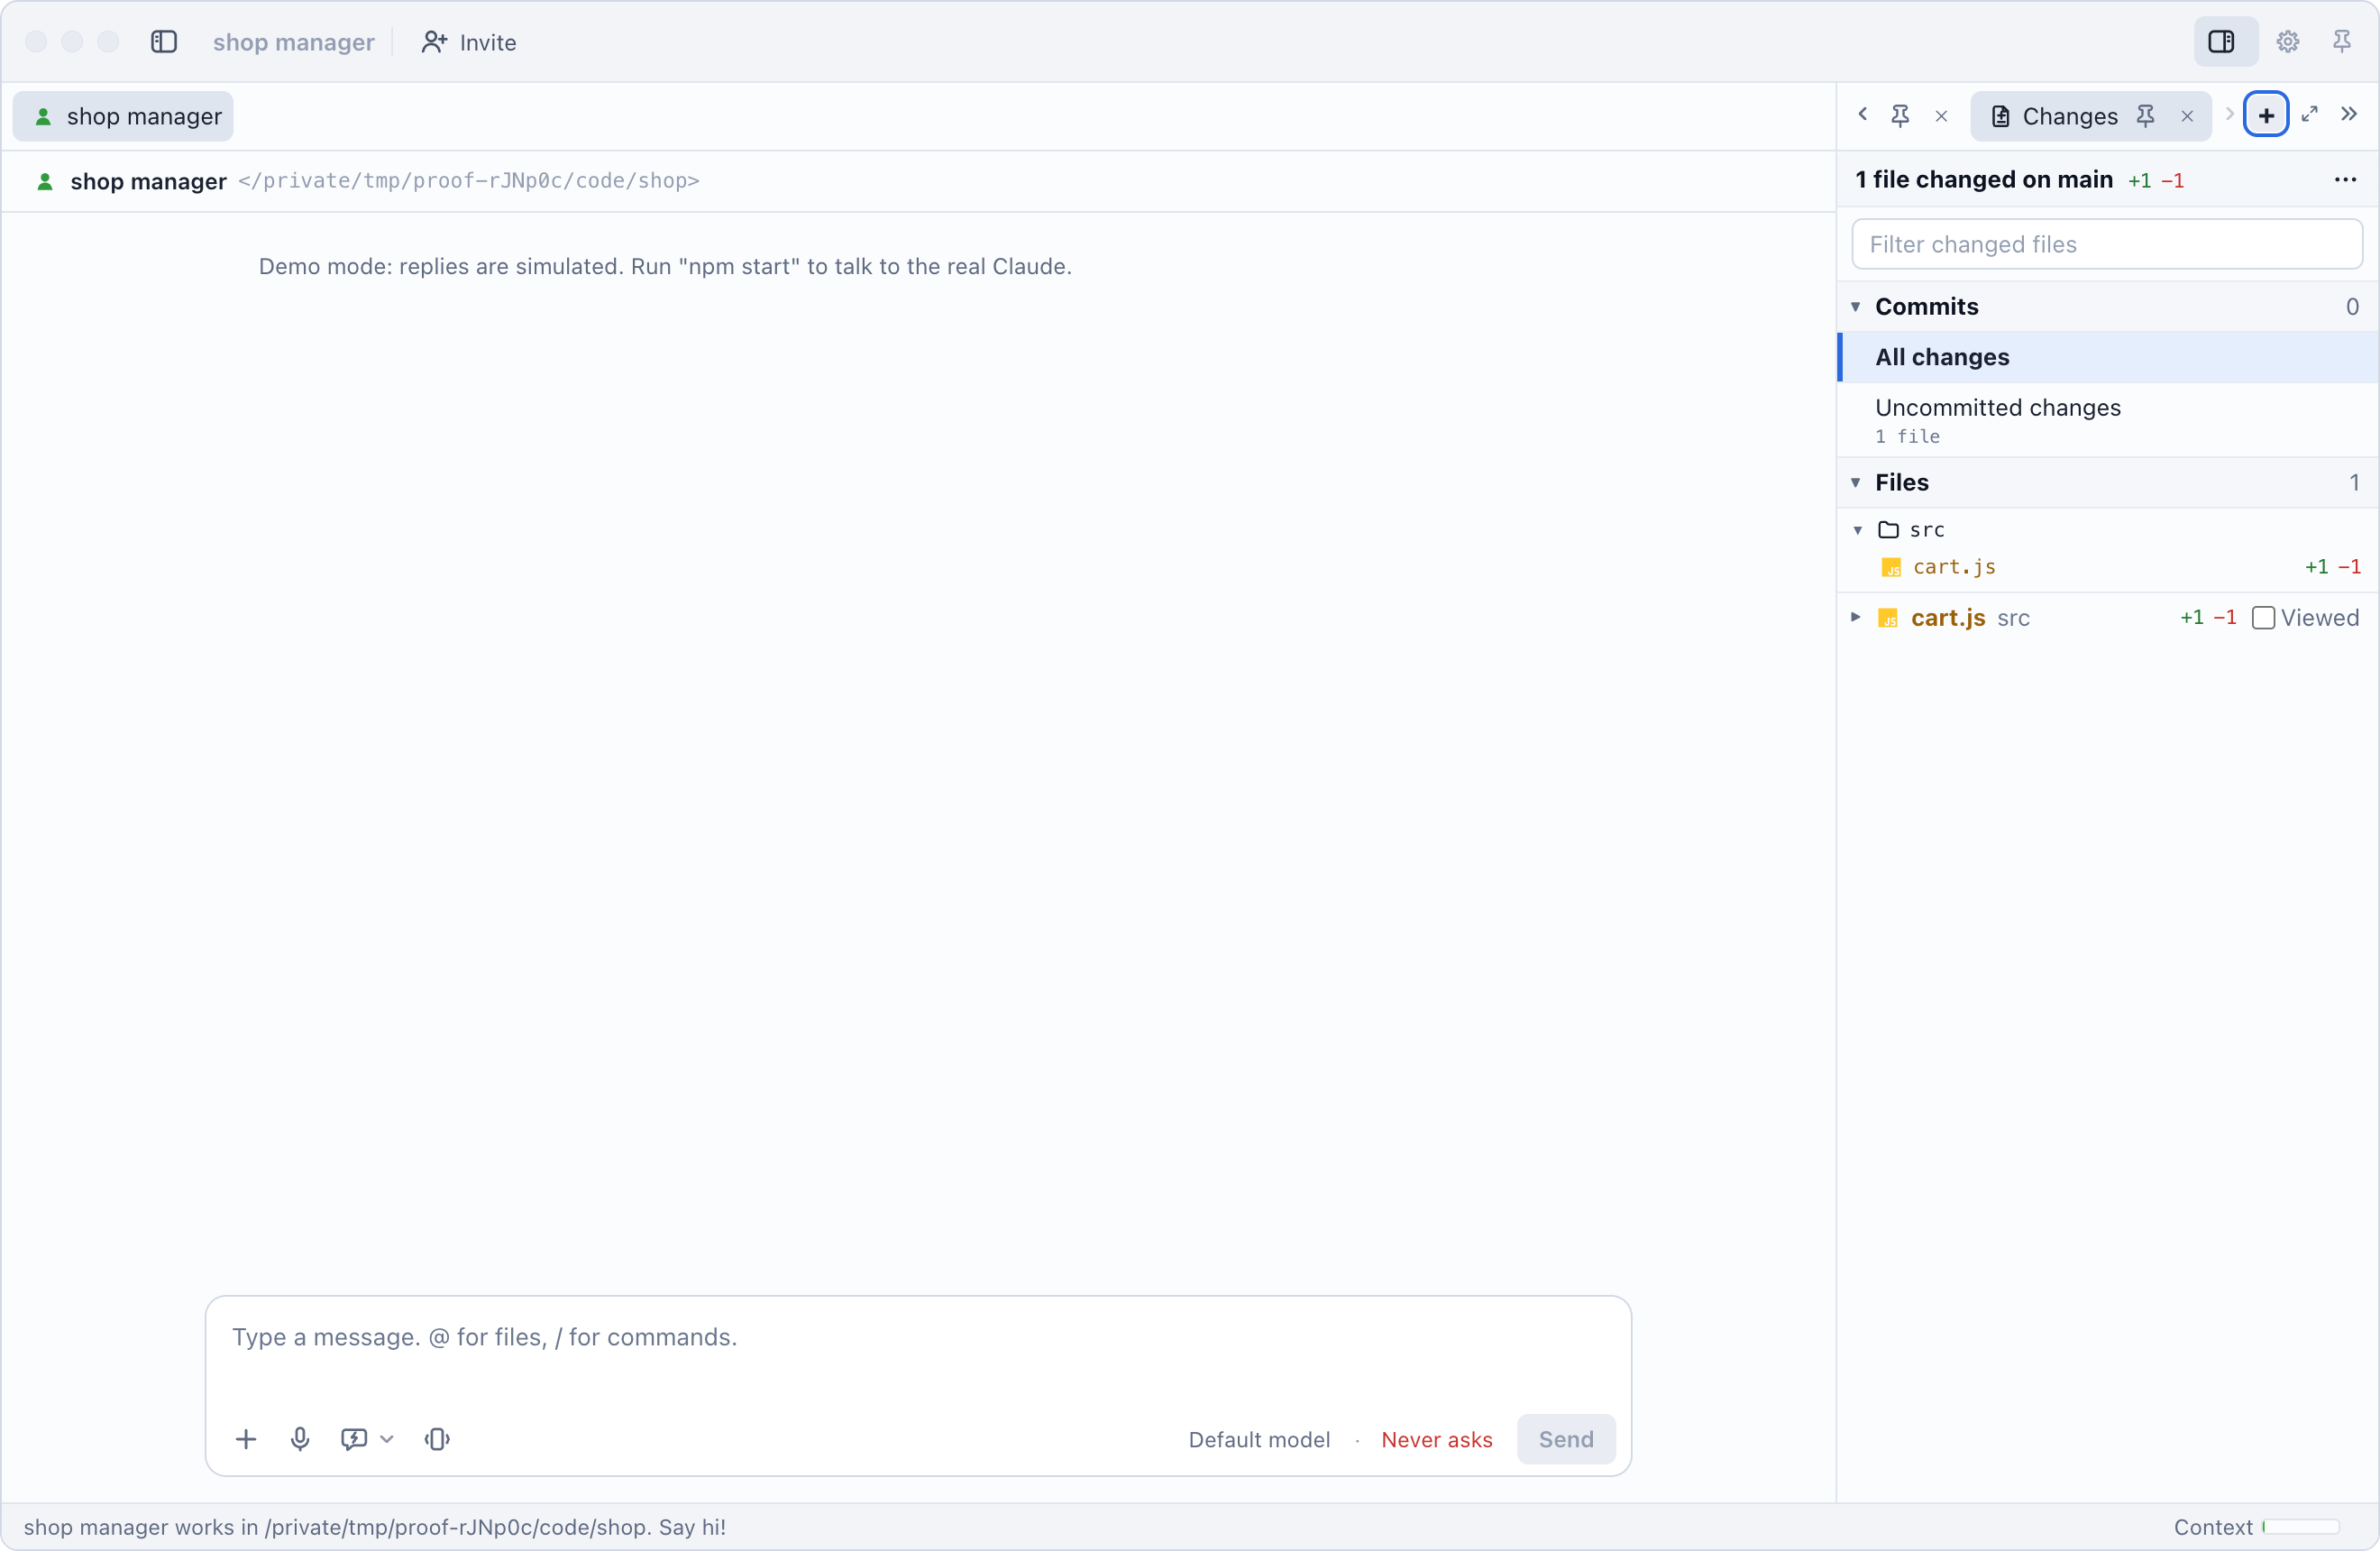 shop manager Invite
shop manager
Changes
shop manager </private/tmp/proof-rJNp0c/code/shop>
1 file changed on main +1 −1
Demo mode: replies are simulated. Run "npm start" to talk to the real Claude.
Filter changed files
Commits 0
All changes
Uncommitted changes
1 file
Files 1
src
JS cart.js +1 −1
JS cart.js src +1 −1 Viewed
Type a message. @ for files, / for commands.
Default model · Never asks Send
shop manager works in /private/tmp/proof-rJNp0c/code/shop. Say hi!
Context